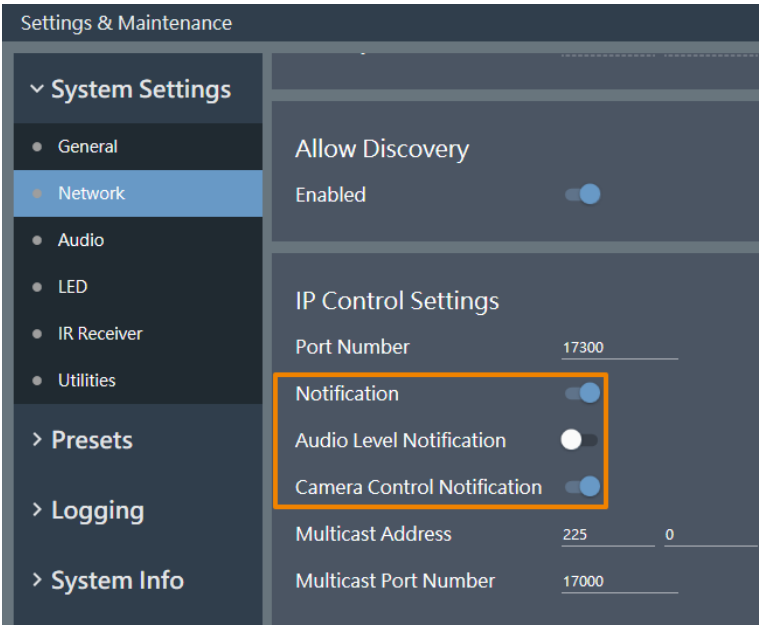 Settings & Maintenance
System Settings
General
Network
Audio
LED
IR Receiver
Utilities
Presets
Logging
System Info
Allow Discovery
Enabled
IP Control Settings
Port Number 17300
Notification
Audio Level Notification
Camera Control Notification
Multicast Address 225 0
Multicast Port Number 17000